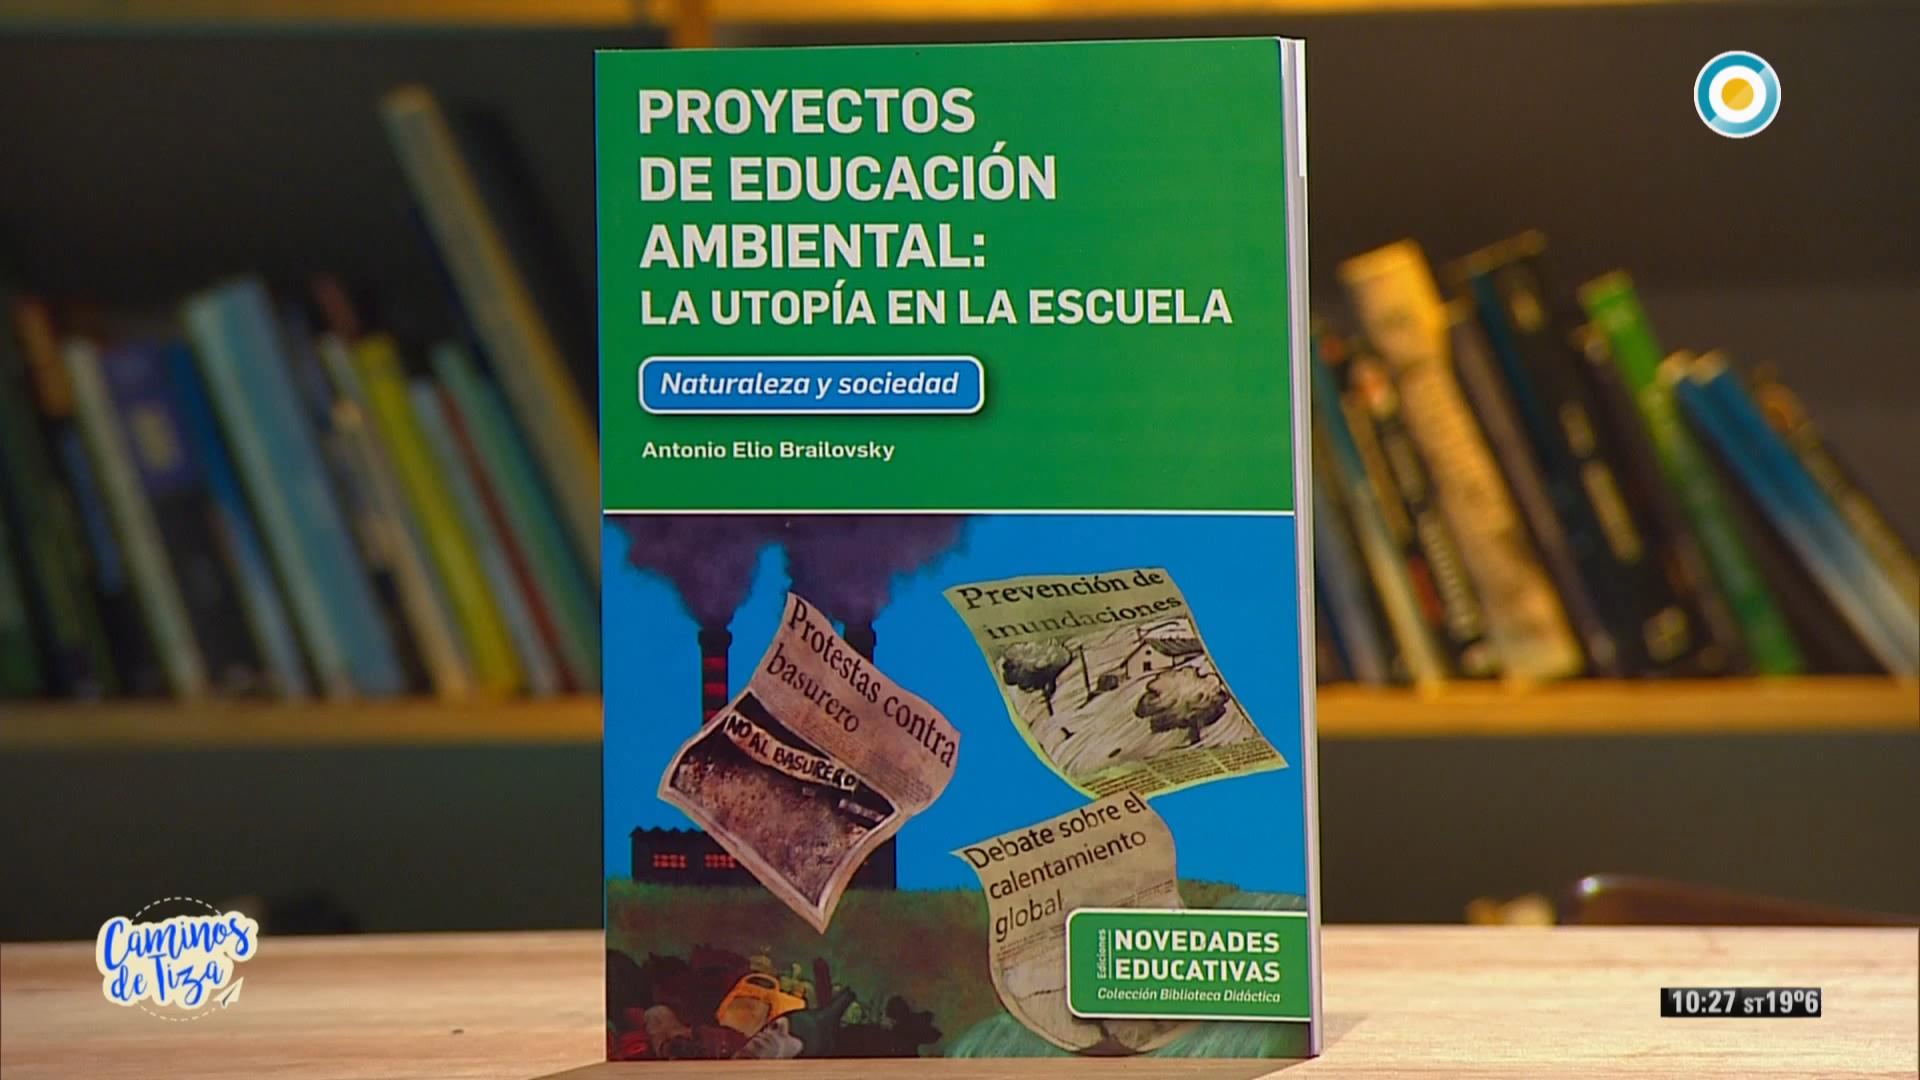 PROYECTOS
DE EDUCACIÓN
AMBIENTAL:
LA UTOPÍA EN LA ESCUELA
Naturaleza y sociedad
Antonio Elio Brailovsky
Prevención de
inundaciones
Protestas contra
basurero
NO AL BASURERO
Debate sobre el
calentamiento
global
Ediciones
NOVEDADES
EDUCATIVAS
Colección Biblioteca Didáctica
Caminos
de Tiza
10:27 ST19º6